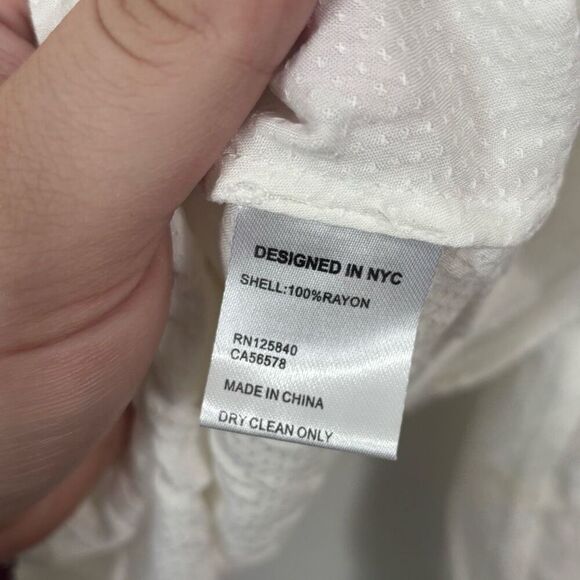 DESIGNED IN NYC
SHELL:100%RAYON
RN125840
CA56578
MADE IN CHINA
DRY CLEAN ONLY